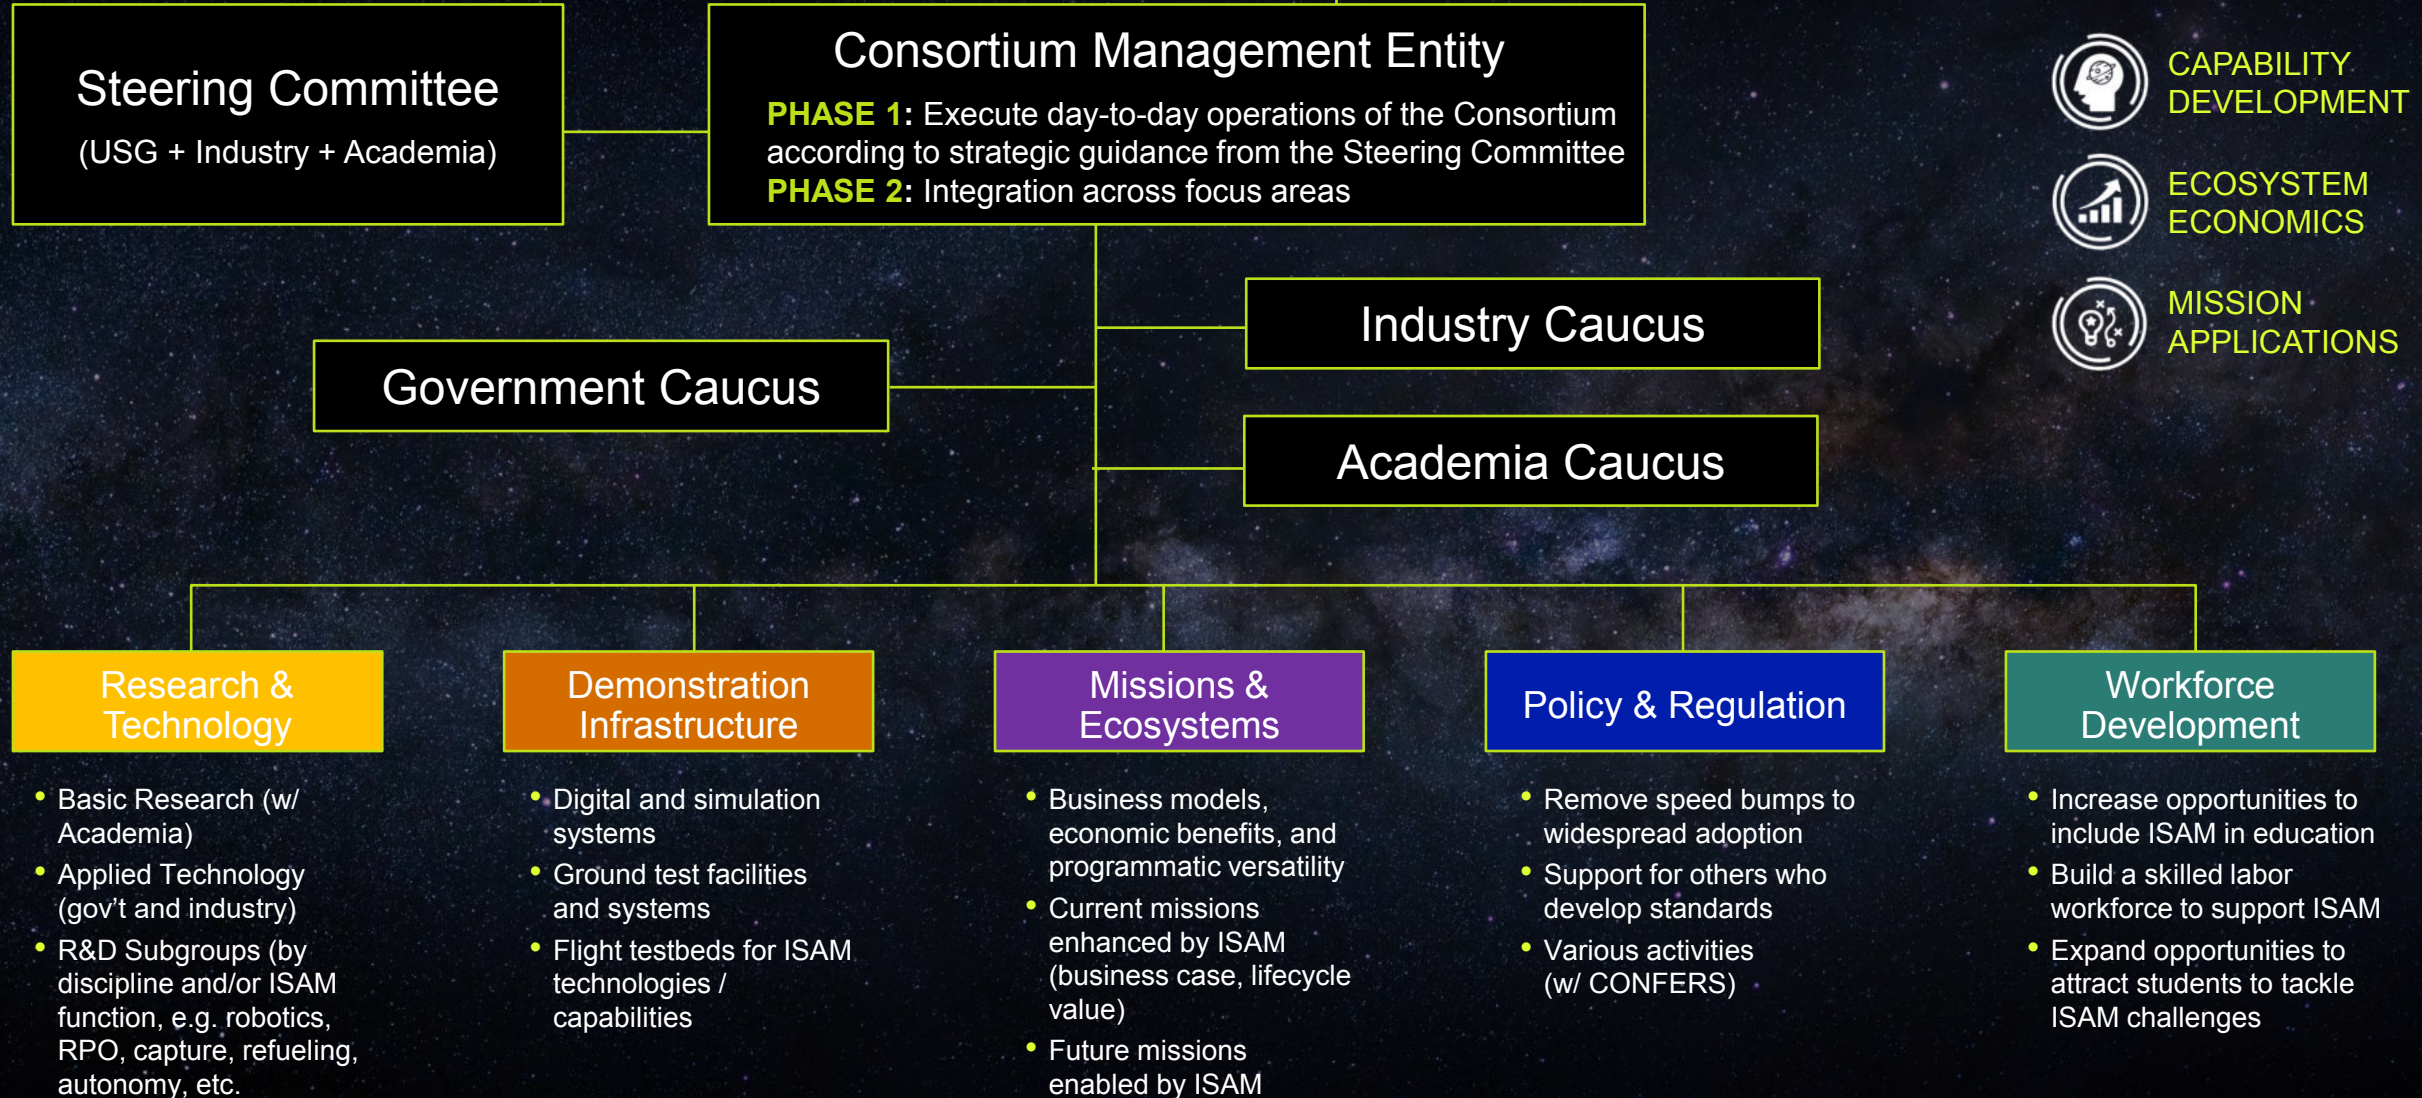 Steering Committee
(USG + Industry + Academia)
Consortium Management Entity
PHASE 1: Execute day-to-day operations of the Consortium
according to strategic guidance from the Steering Committee
PHASE 2: Integration across focus areas
CAPABILITY
DEVELOPMENT
ECOSYSTEM
ECONOMICS
MISSION
APPLICATIONS
Industry Caucus
Government Caucus
Academia Caucus
Research &
Technology
• Basic Research (w/
Academia)
• Applied Technology
(gov’t and industry)
• R&D Subgroups (by
discipline and/or ISAM
function, e.g. robotics,
RPO, capture, refueling,
autonomy, etc.
Demonstration
Infrastructure
• Digital and simulation
systems
• Ground test facilities
and systems
• Flight testbeds for ISAM
technologies /
capabilities
Missions &
Ecosystems
• Business models,
economic benefits, and
programmatic versatility
• Current missions
enhanced by ISAM
(business case, lifecycle
value)
• Future missions
enabled by ISAM
Policy & Regulation
• Remove speed bumps to
widespread adoption
• Support for others who
develop standards
• Various activities
(w/ CONFERS)
Workforce
Development
• Increase opportunities to
include ISAM in education
• Build a skilled labor
workforce to support ISAM
• Expand opportunities to
attract students to tackle
ISAM challenges